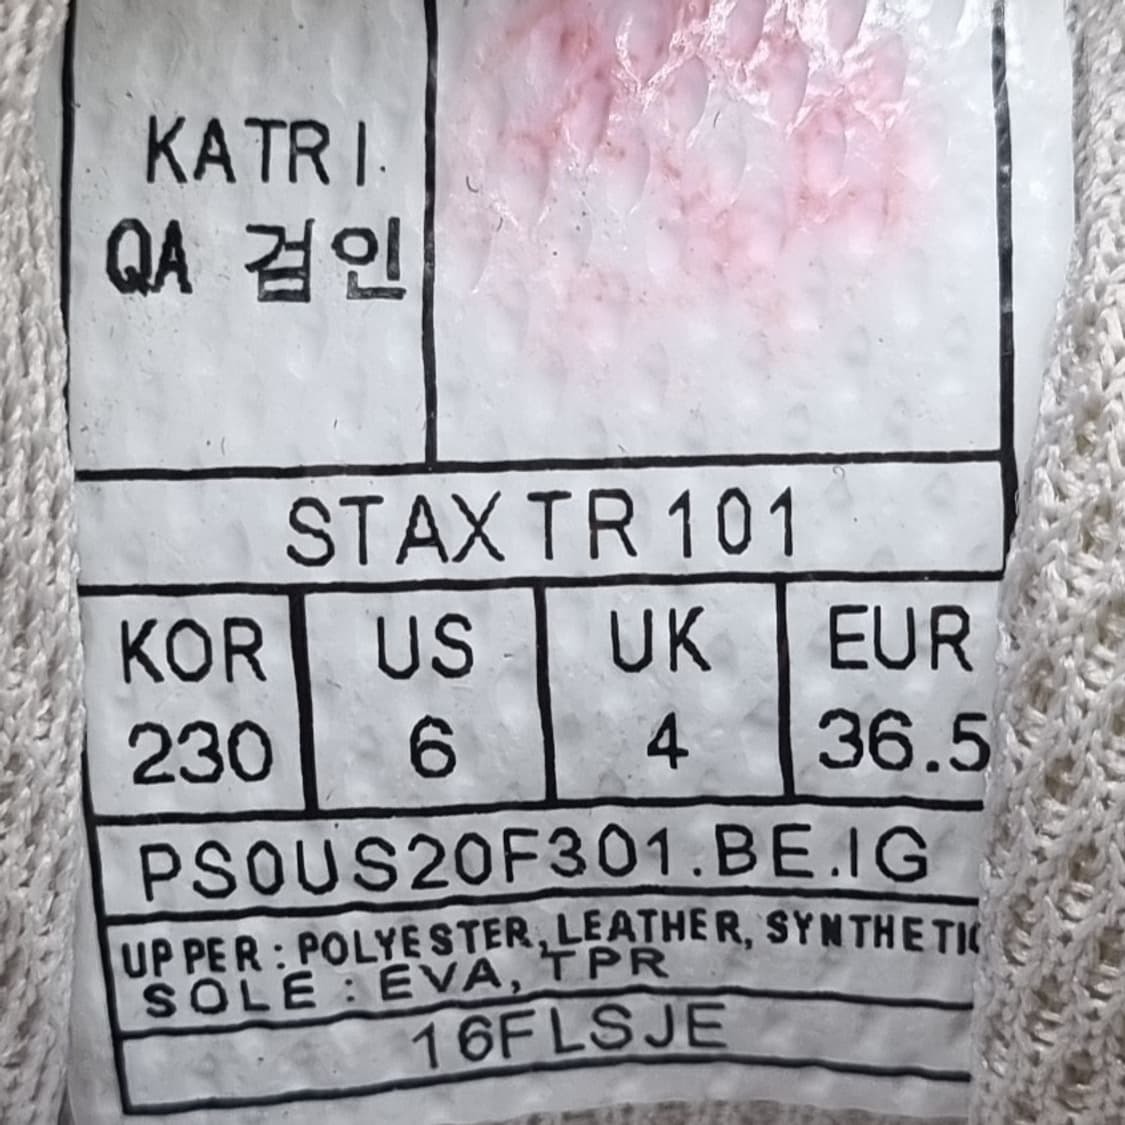 KATRI
QA 검인
STAX TR 101
KOR US UK EUR
230 6 4 36.5
PSOUS20F301.BE.IG
UPPER : POLYESTER, LEATHER, SYNTHETIC
SOLE : EVA, TPR
16FLSJE